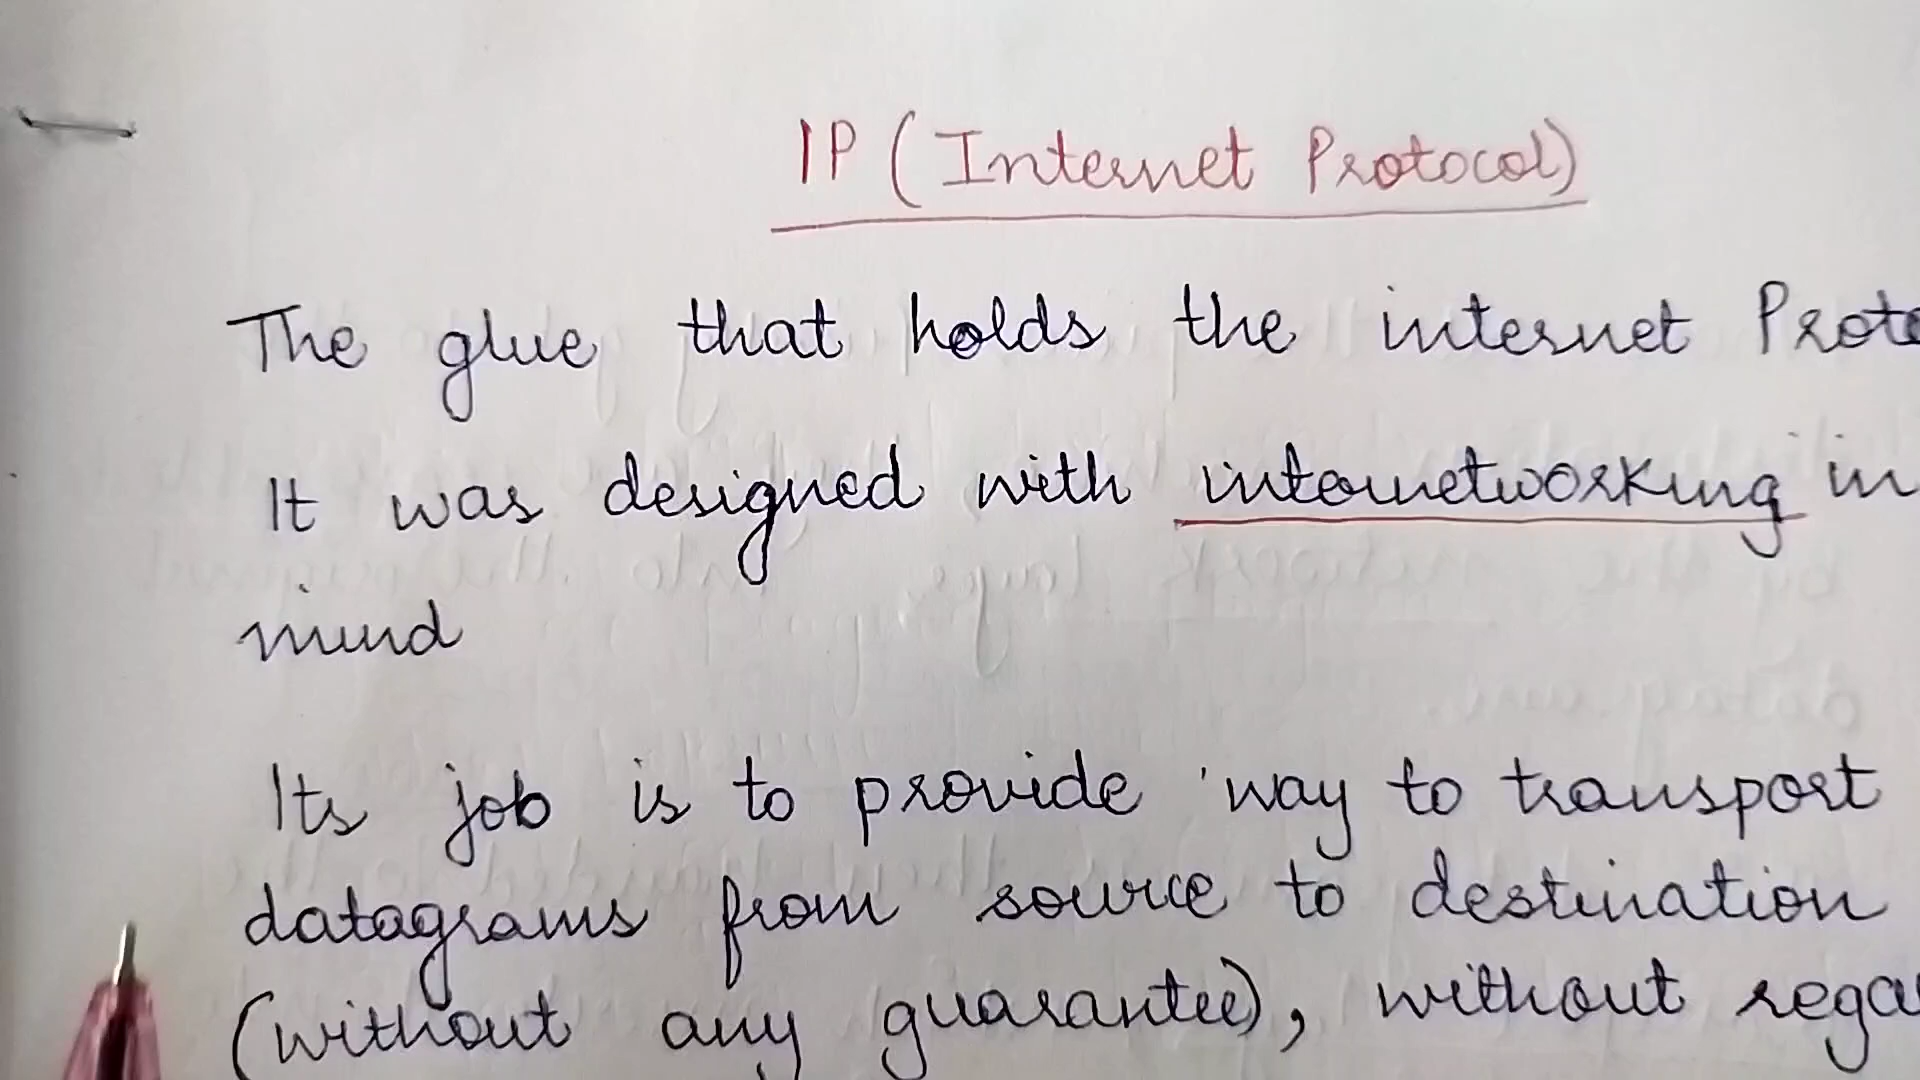 IP (Internet Protocol)
The glue that holds the internet
It was designed with internetworking in
mind
Its job is to provide way to transport
datagrams from source to destination
(without any guarantee), without